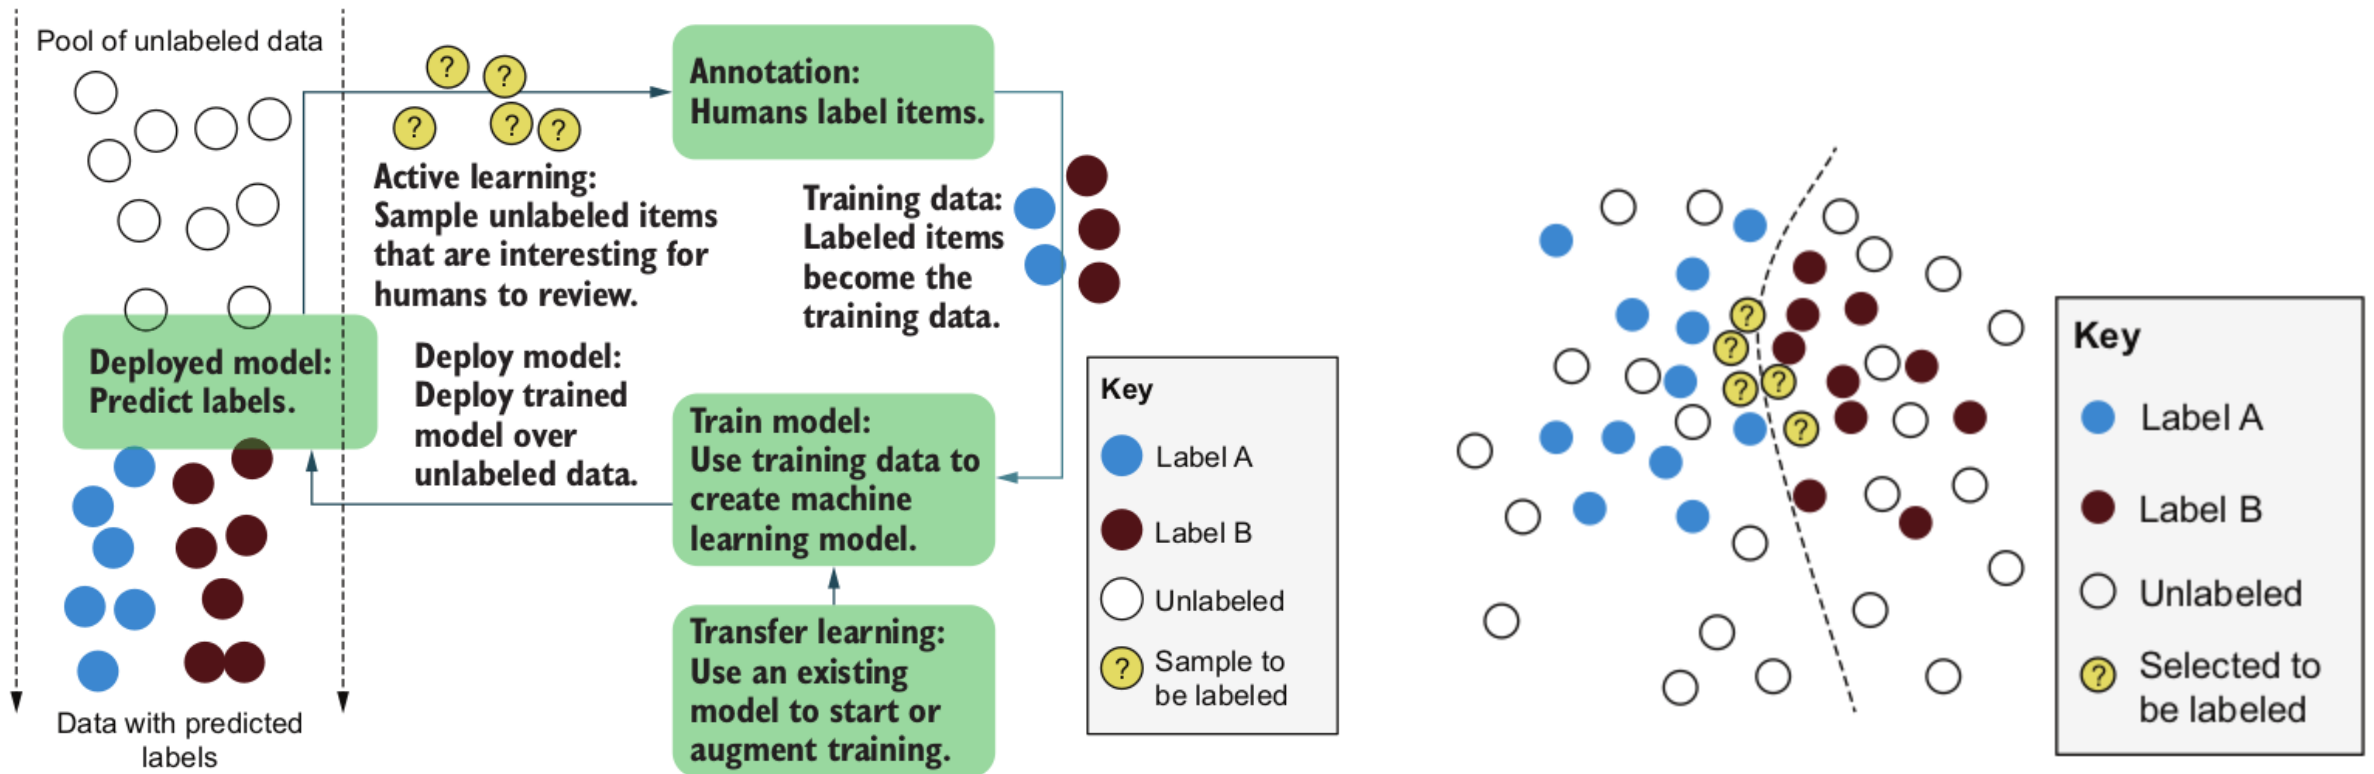 Pool of unlabeled data
?
?
?
?
?
Annotation:
Humans label items.
Active learning:
Sample unlabeled items
that are interesting for
humans to review.
Training data:
Labeled items
become the
training data.
Deployed model:
Predict labels.
Deploy model:
Deploy trained
model over
unlabeled data.
Train model:
Use training data to
create machine
learning model.
Transfer learning:
Use an existing
model to start or
augment training.
Data with predicted
labels
Key
Label A
Label B
Unlabeled
?
Sample to
be labeled
?
?
?
?
?
Key
Label A
Label B
Unlabeled
?
Selected to
be labeled